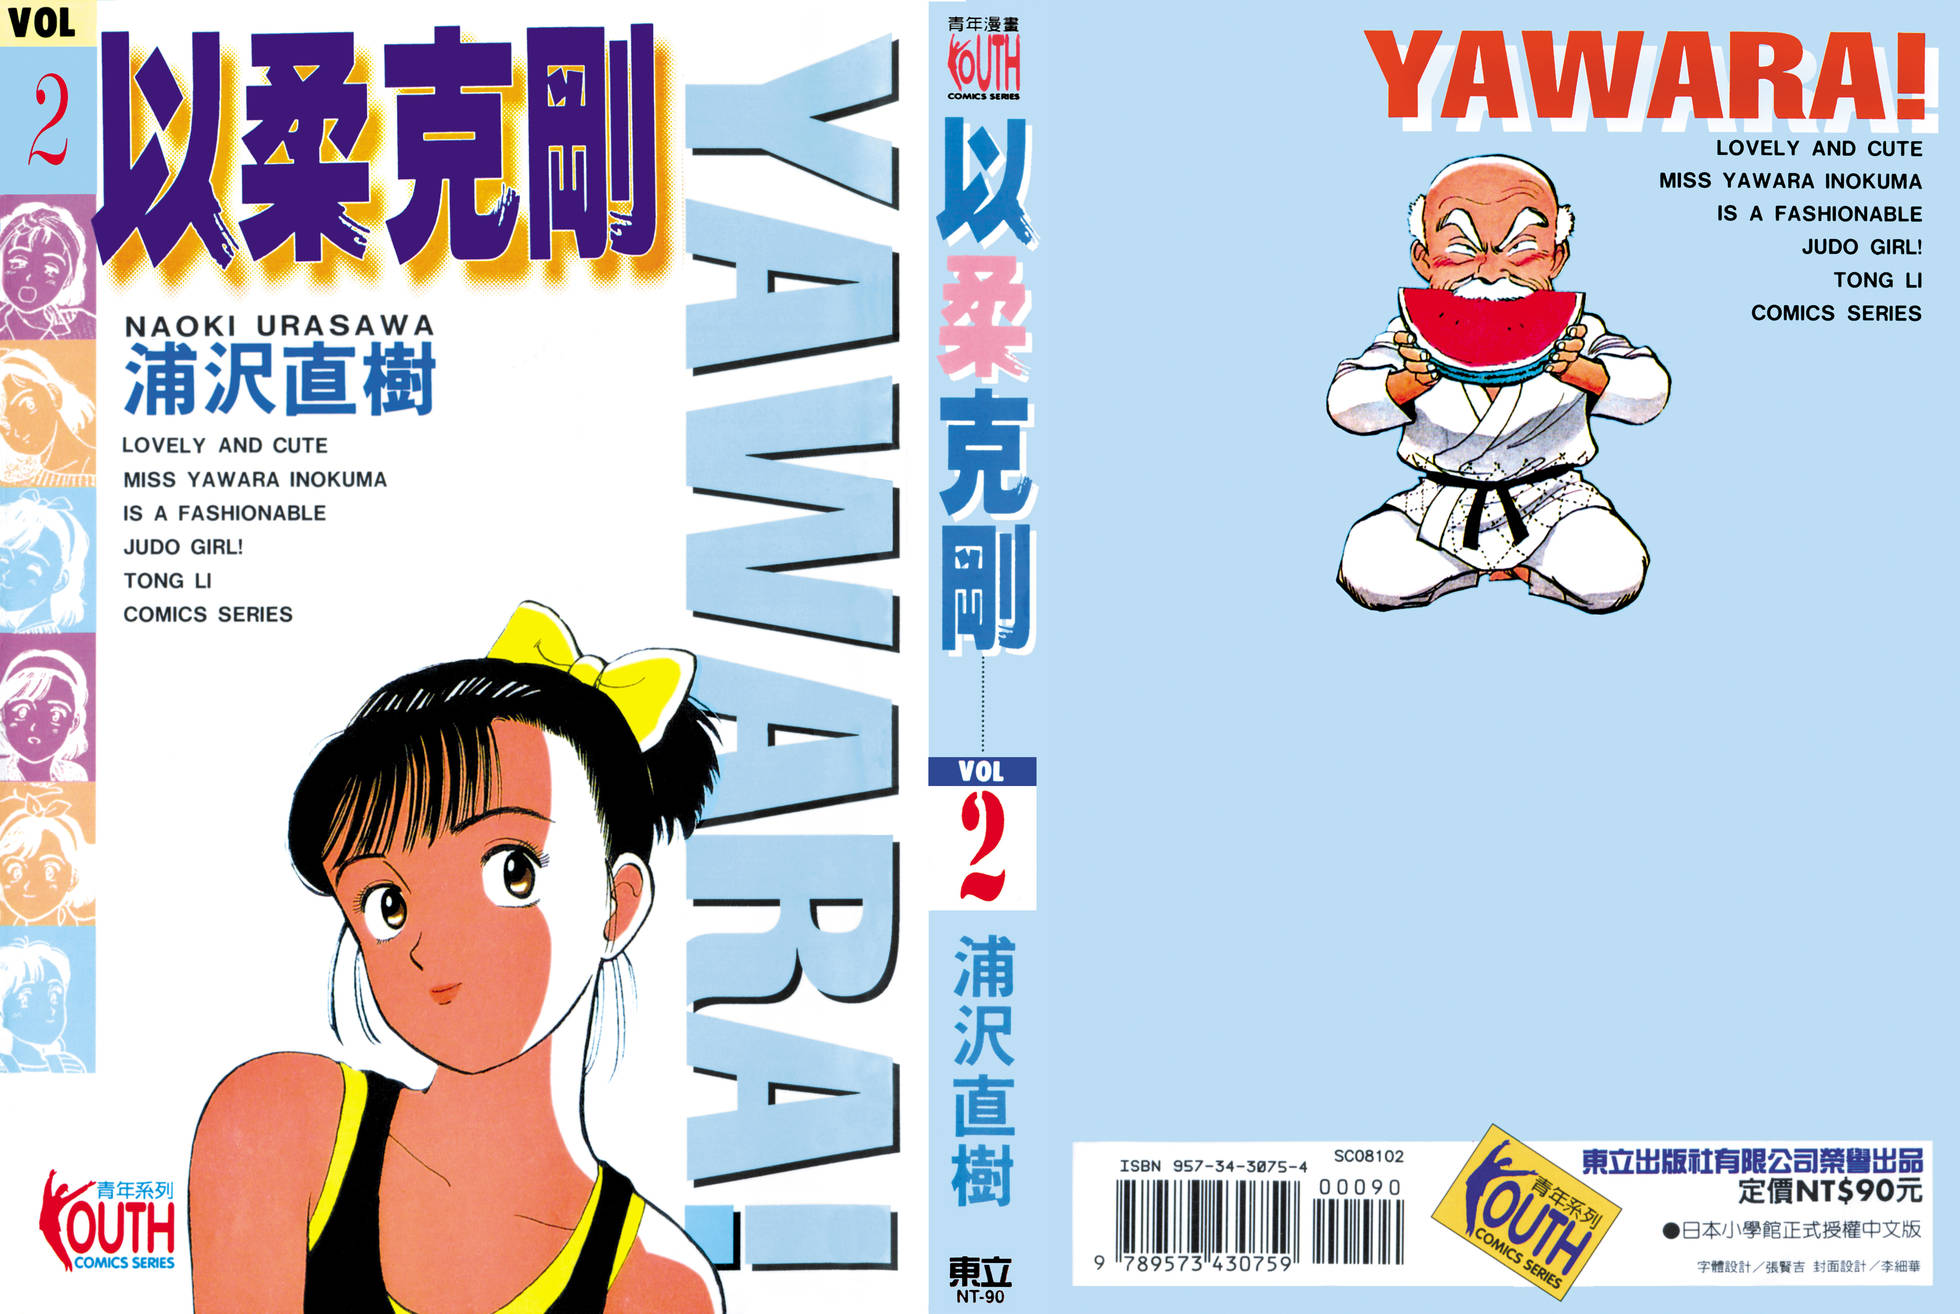 VOL
2
以柔克剛
NAOKI URASAWA
浦沢直樹
LOVELY AND CUTE
MISS YAWARA INOKUMA
IS A FASHIONABLE
JUDO GIRL!
TONG LI
COMICS SERIES
YAWARA!
青年系列
YOUTH
COMICS SERIES
青年漫畫
YOUTH
COMICS SERIES
以柔克剛
VOL
2
浦沢直樹
東立
NT-90
YAWARA!
LOVELY AND CUTE
MISS YAWARA INOKUMA
IS A FASHIONABLE
JUDO GIRL!
TONG LI
COMICS SERIES
ISBN 957-34-3075-4
SC08102
00090
9 789573 430759
青年系列
YOUTH
COMICS SERIES
東立出版社有限公司榮譽出品
定價NT$90元
●日本小學館正式授權中文版
字體設計／張賢吉 封面設計／李細華